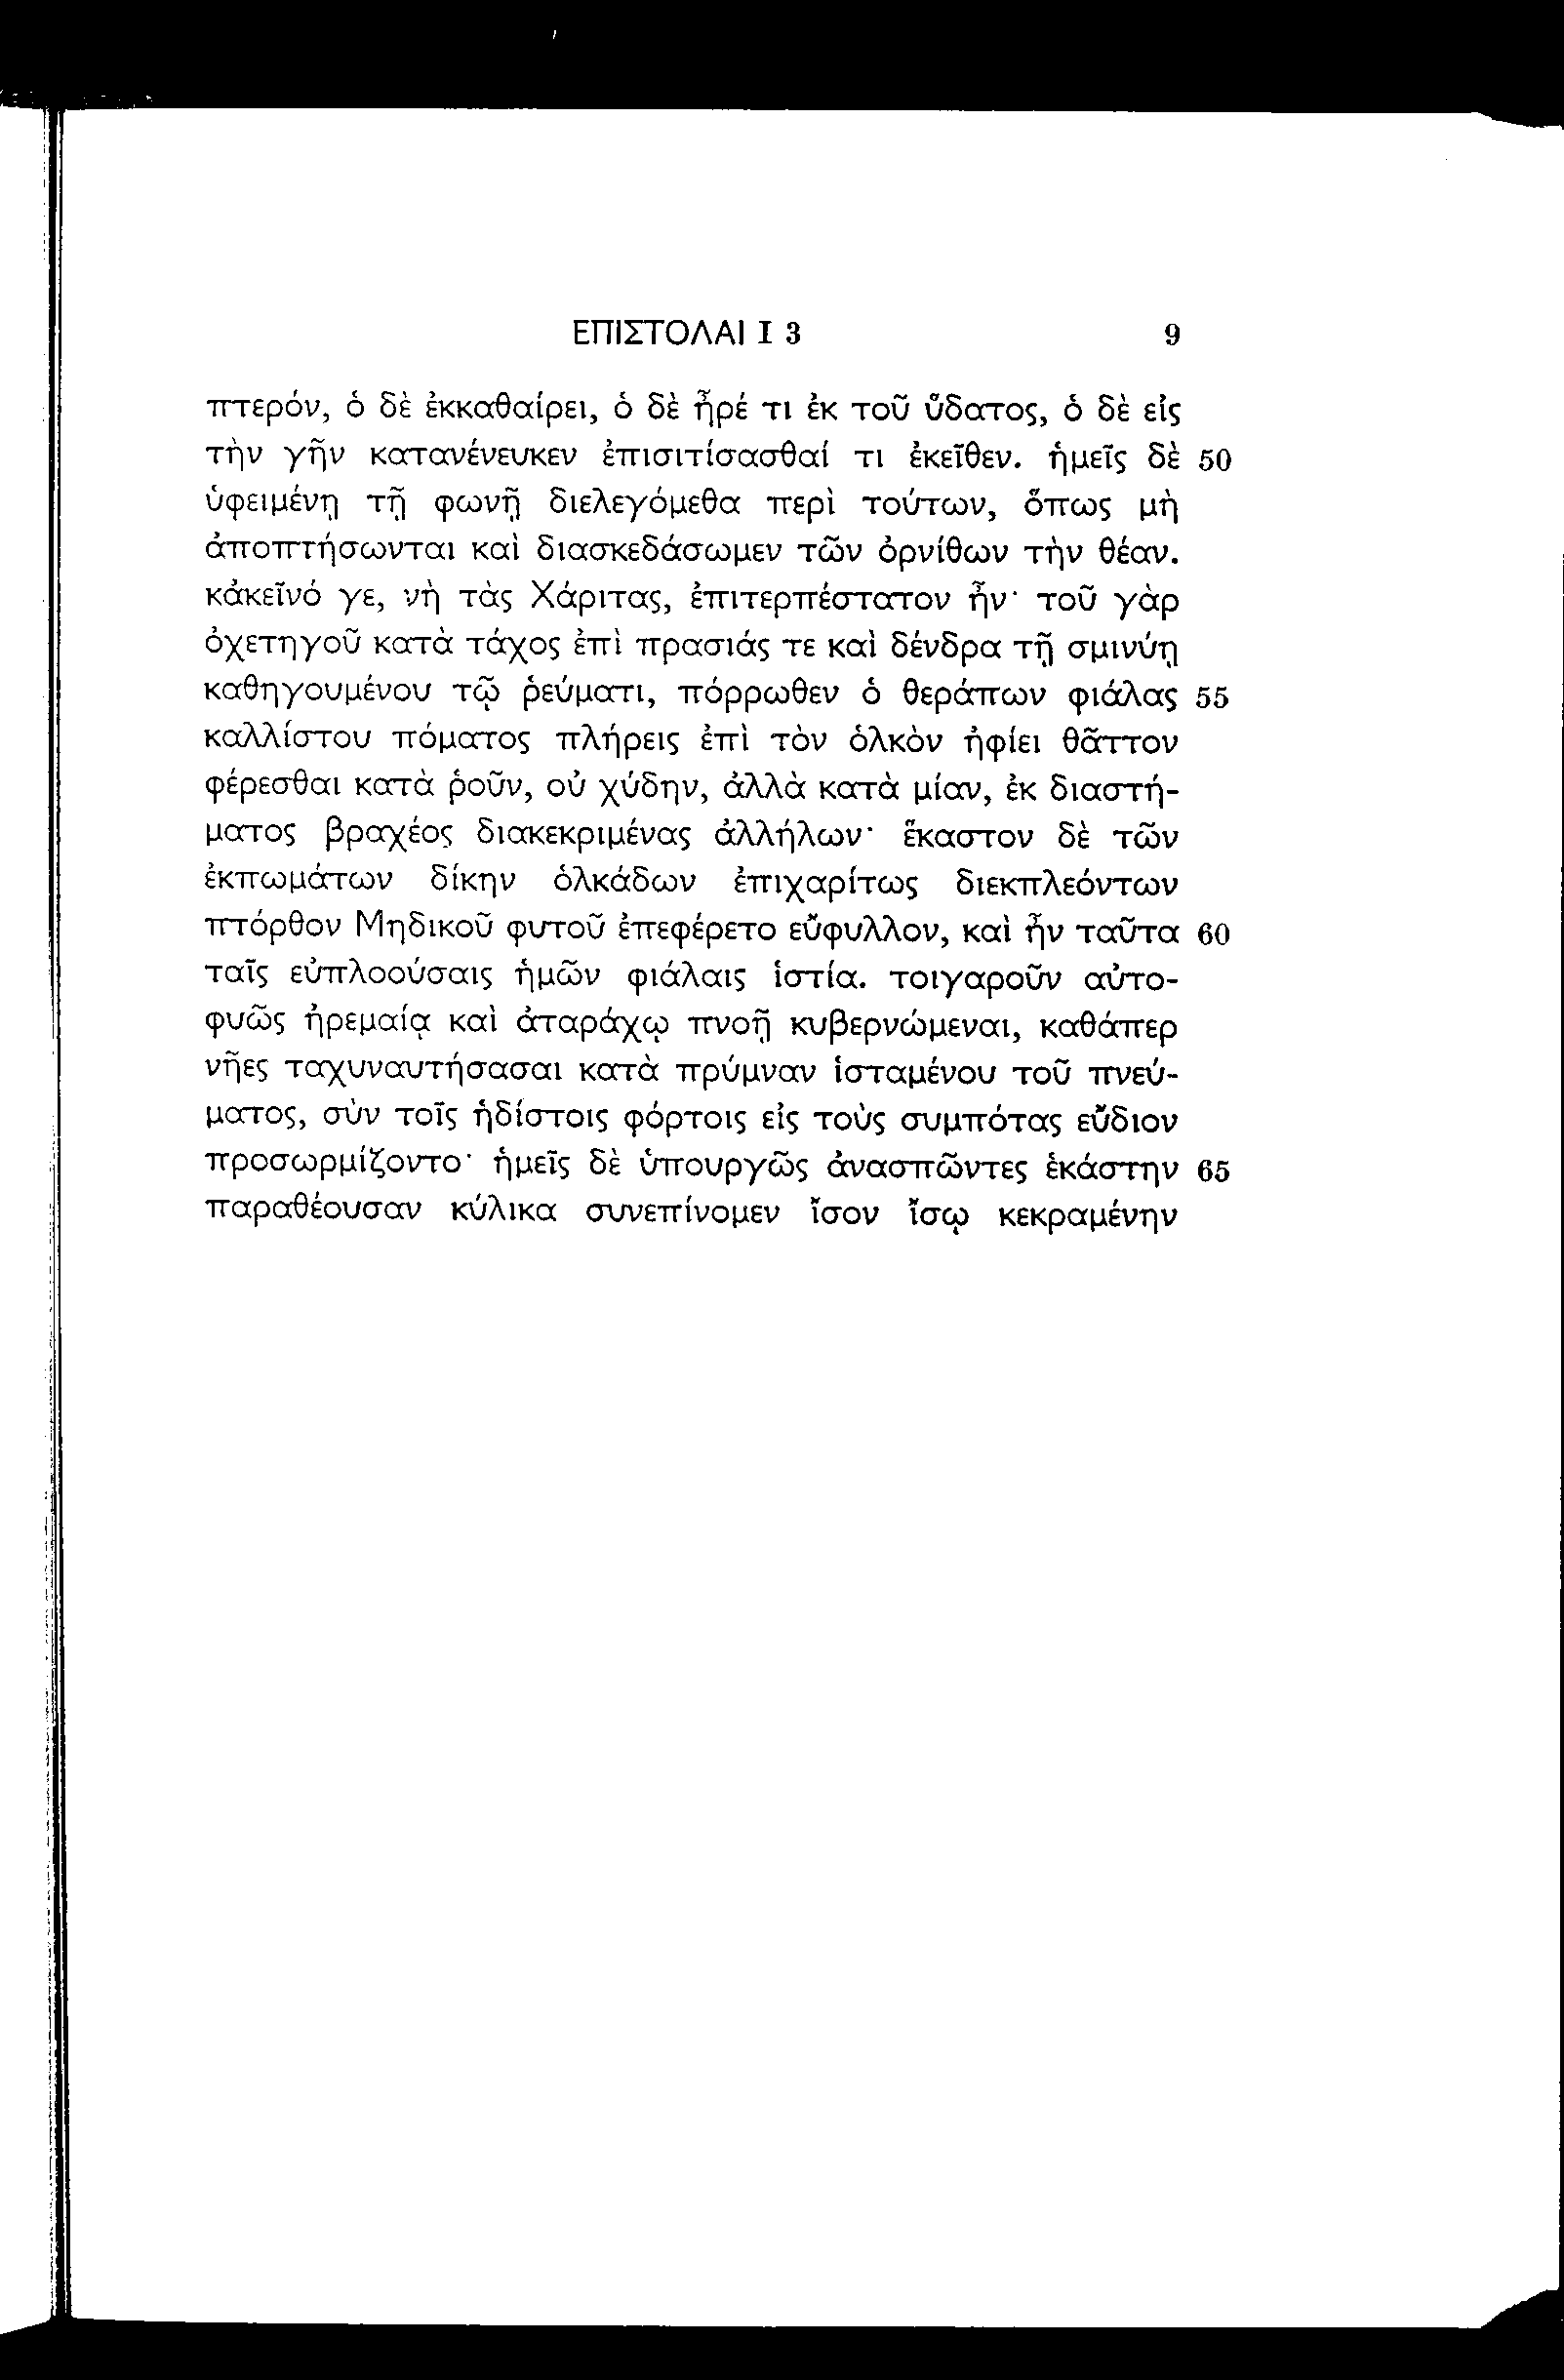 ΕΠΙΣΤΟΛΑΙ I 3 9
πτερόν, ὁ δὲ ἐκκαθαίρει, ὁ δὲ ἦρέ τι ἐκ τοῦ ὕδατος, ὁ δὲ εἰς
τὴν γῆν κατανένευκεν ἐπισιτίσασθαί τι ἐκεῖθεν. ἡμεῖς δὲ 50
ὑφειμένῃ τῇ φωνῇ διελεγόμεθα περὶ τούτων, ὅπως μὴ
ἀποπτήσωνται καὶ διασκεδάσωμεν τῶν ὀρνίθων τὴν θέαν.
κἀκεῖνό γε, νὴ τὰς Χάριτας, ἐπιτερπέστατον ἦν· τοῦ γὰρ
ὀχετηγοῦ κατὰ τάχος ἐπὶ πρασιάς τε καὶ δένδρα τῇ σμινύῃ
καθηγουμένου τῷ ῥεύματι, πόρρωθεν ὁ θεράπων φιάλας 55
καλλίστου πόματος πλήρεις ἐπὶ τὸν ὁλκὸν ἠφίει θᾶττον
φέρεσθαι κατὰ ῥοῦν, οὐ χύδην, ἀλλὰ κατὰ μίαν, ἐκ διαστή-
ματος βραχέος διακεκριμένας ἀλλήλων· ἕκαστον δὲ τῶν
ἐκπωμάτων δίκην ὁλκάδων ἐπιχαρίτως διεκπλεόντων
πτόρθον Μηδικοῦ φυτοῦ ἐπεφέρετο εὔφυλλον, καὶ ἦν ταῦτα 60
ταῖς εὐπλοούσαις ἡμῶν φιάλαις ἱστία. τοιγαροῦν αὐτο-
φυῶς ἠρεμαίᾳ καὶ ἀταράχῳ πνοῇ κυβερνώμεναι, καθάπερ
νῆες ταχυναυτήσασαι κατὰ πρύμναν ἱσταμένου τοῦ πνεύ-
ματος, σὺν τοῖς ἡδίστοις φόρτοις εἰς τοὺς συμπότας εὔδιον
προσωρμίζοντο· ἡμεῖς δὲ ὑπουργῶς ἀνασπῶντες ἑκάστην 65
παραθέουσαν κύλικα συνεπίνομεν ἴσον ἴσῳ κεκραμένην